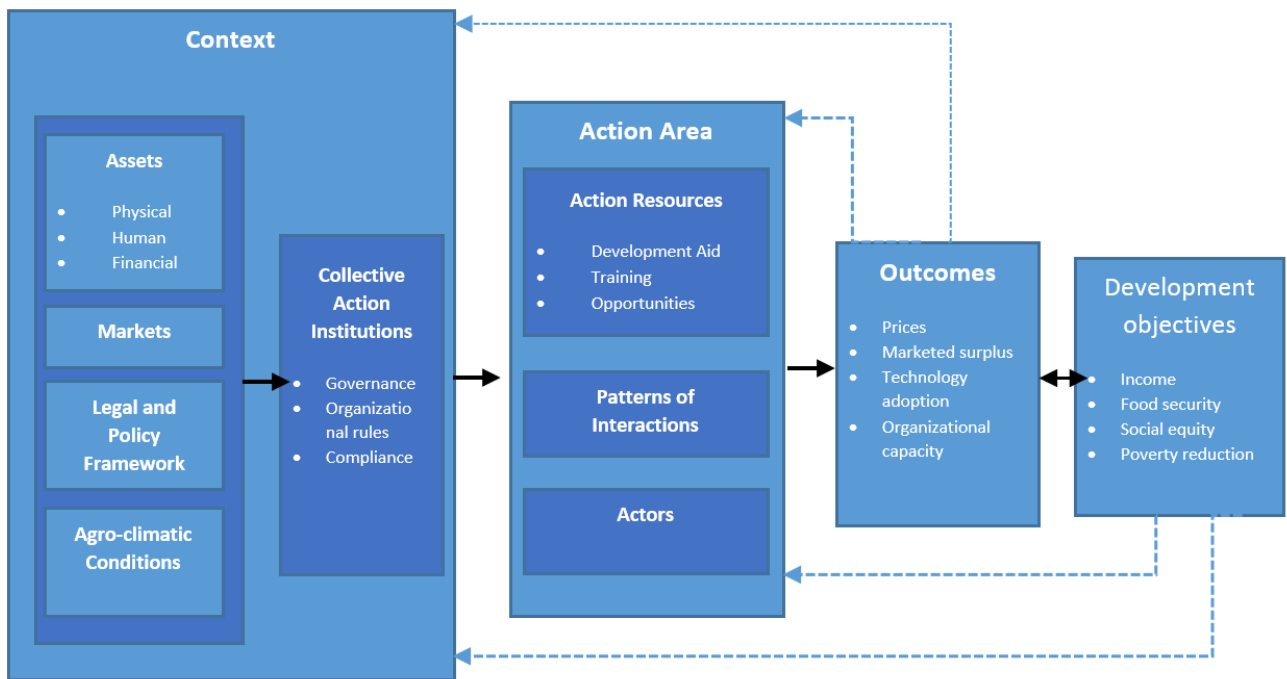 Context
Assets
• Physical
• Human
• Financial
Markets
Legal and
Policy
Framework
Agro-climatic
Conditions
Collective
Action
Institutions
• Governance
• Organizatio
nal rules
• Compliance
Action Area
Action Resources
• Development Aid
• Training
• Opportunities
Patterns of
Interactions
Actors
Outcomes
• Prices
• Marketed surplus
• Technology
adoption
• Organizational
capacity
Development
objectives
• Income
• Food security
• Social equity
• Poverty reduction